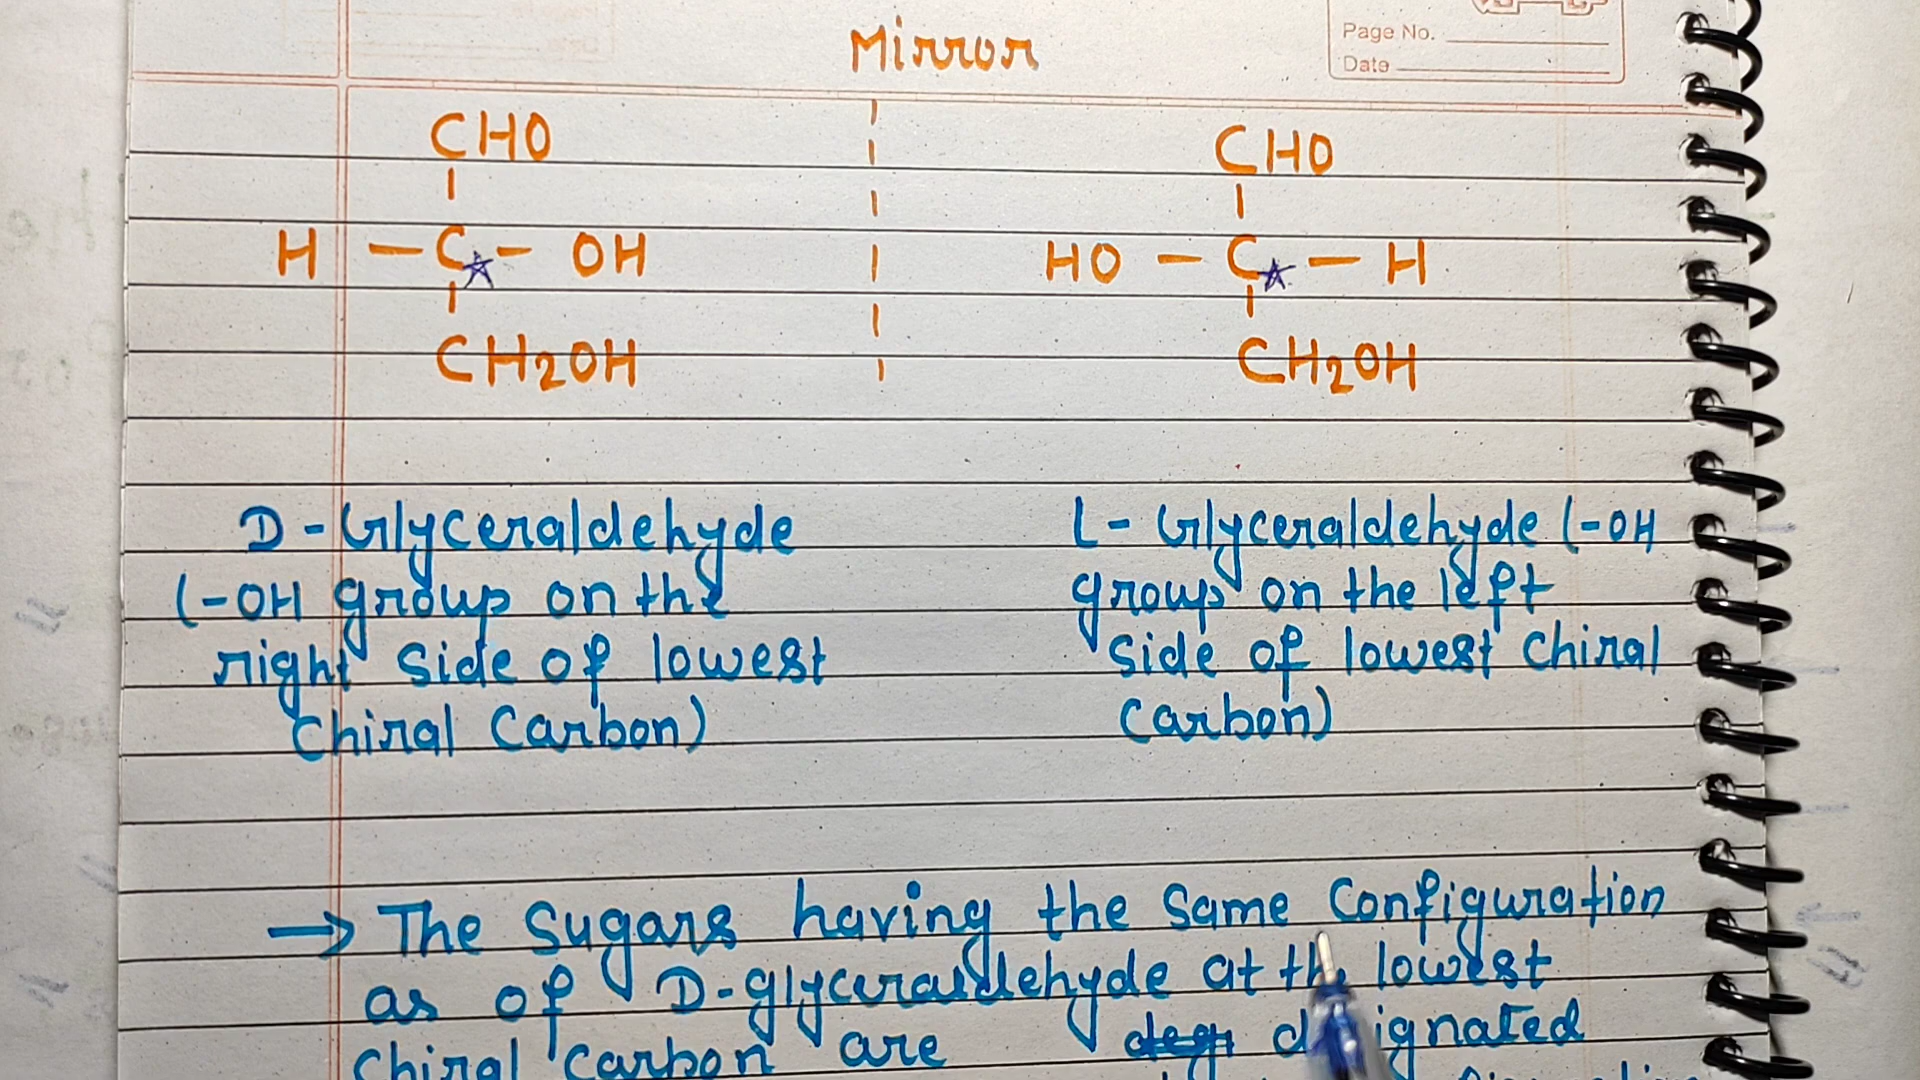 Mirror
Page No.
Date
CHO
CHO
H - C - OH
HO - C - H
CH2OH
CH2OH
D-Glyceraldehyde
(-OH group on the
right side of lowest
Chiral Carbon)
L- Glyceraldehyde (-OH
group on the left
side of lowest Chiral
Carbon)
→ The Sugars having the same Configuration
as of D-glyceraldehyde at the lowest
Chiral Carbon are